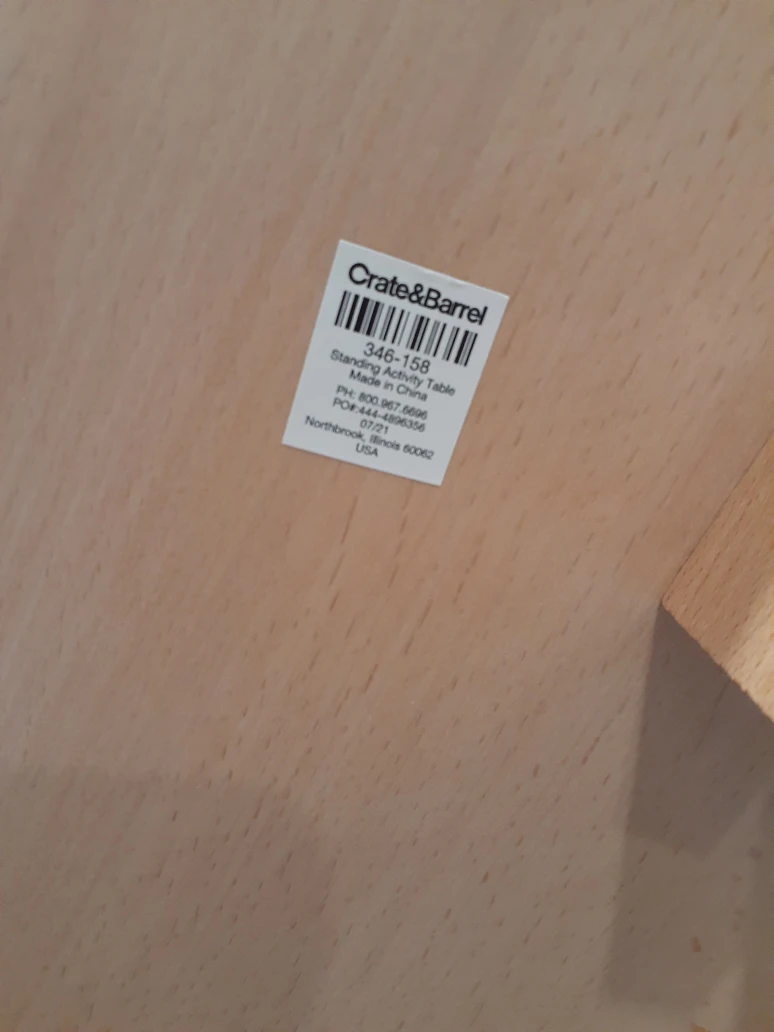 Crate&Barrel
346-158
Standing Activity Table
Made in China
PH: 800.967.6696
PO#:444-4896356
07/21
Northbrook, Illinois 60062
USA